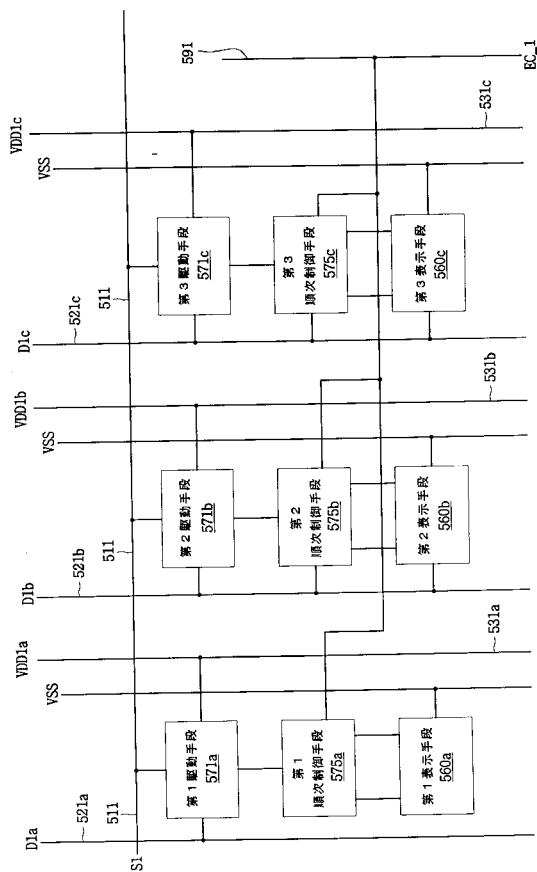 S1
D1a
521a
511
第1駆動手段
571a
第1
順次制御手段
575a
第1表示手段
560a
VSS
VDD1a
531a
D1b
521b
511
第2駆動手段
571b
第2
順次制御手段
575b
第2表示手段
560b
VSS
VDD1b
531b
D1c
521c
511
第3駆動手段
571c
第3
順次制御手段
575c
第3表示手段
560c
VSS
VDD1c
531c
591
EC_1